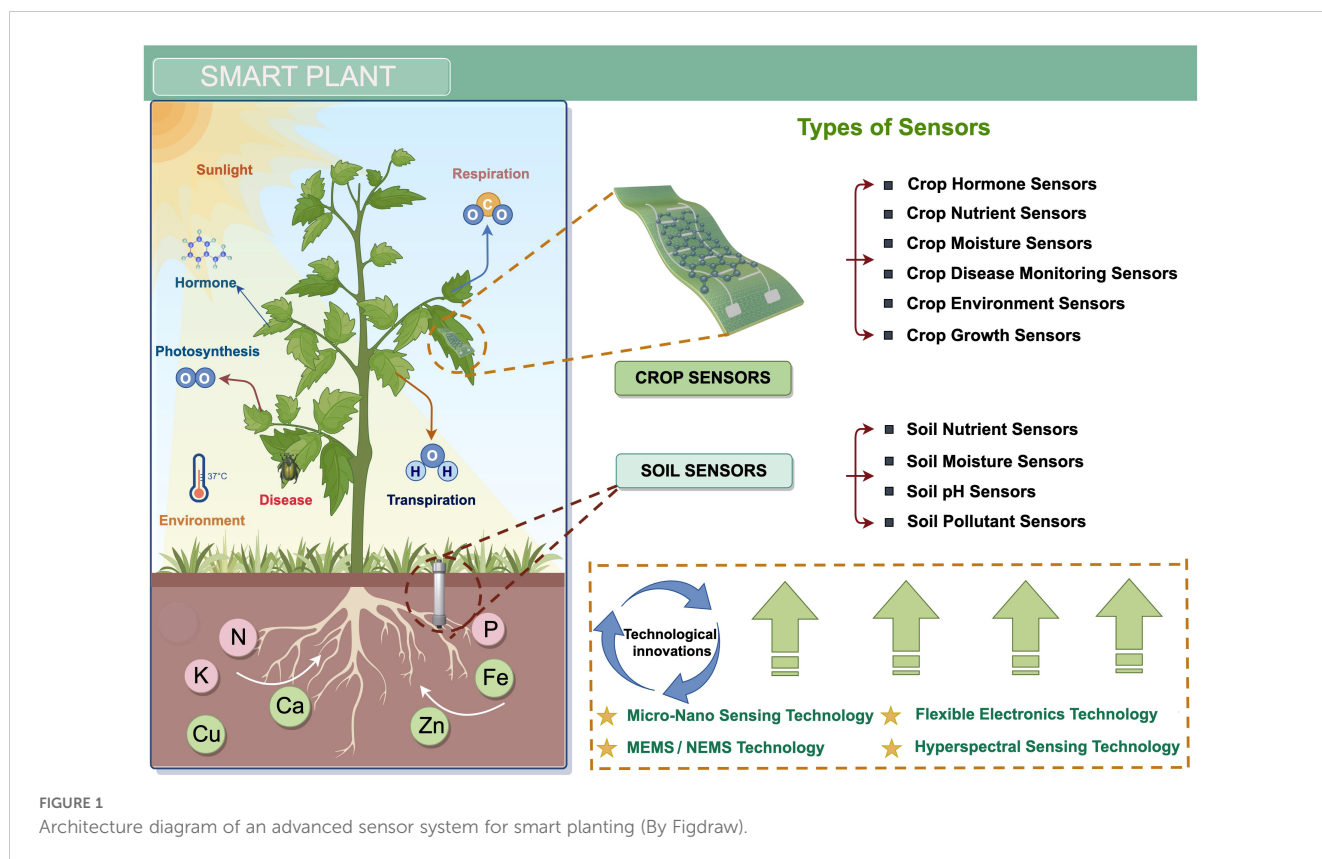 SMART PLANT
Sunlight
Respiration
O C O
Hormone
Photosynthesis
O O
37°C
Environment
Disease
O
H H
Transpiration
N
K
Ca
Cu
P
Fe
Zn
Types of Sensors
Crop Hormone Sensors
Crop Nutrient Sensors
Crop Moisture Sensors
Crop Disease Monitoring Sensors
Crop Environment Sensors
Crop Growth Sensors
CROP SENSORS
Soil Nutrient Sensors
Soil Moisture Sensors
Soil pH Sensors
Soil Pollutant Sensors
SOIL SENSORS
Technological
innovations
Micro-Nano Sensing Technology
Flexible Electronics Technology
MEMS / NEMS Technology
Hyperspectral Sensing Technology
FIGURE 1
Architecture diagram of an advanced sensor system for smart planting (By Figdraw).